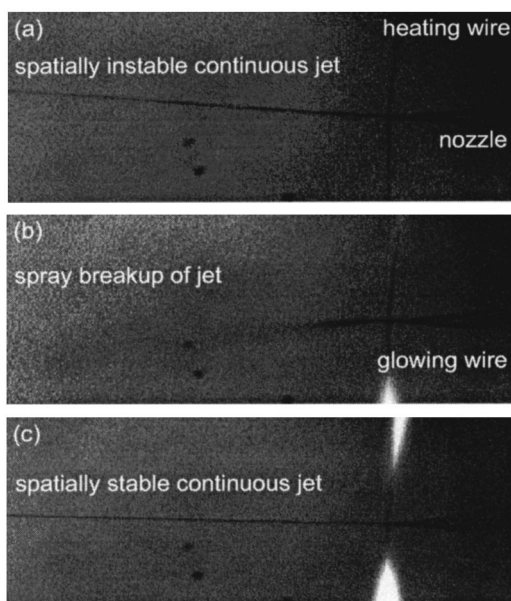 (a)
heating wire
spatially instable continuous jet
nozzle
(b)
spray breakup of jet
glowing wire
(c)
spatially stable continuous jet